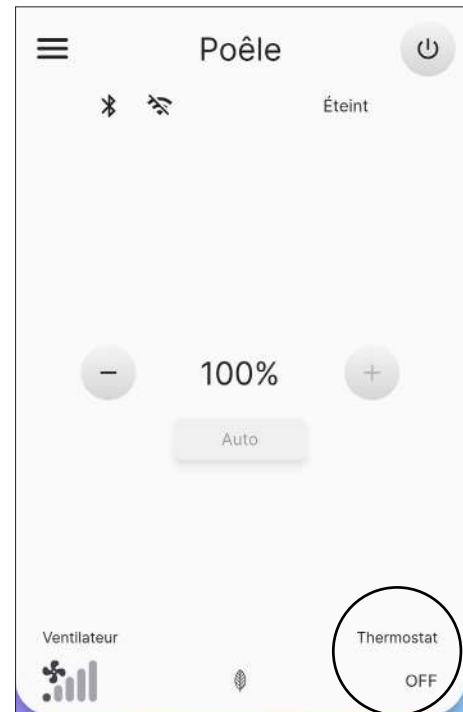 Poêle
Éteint
− 100% +
Auto
Ventilateur
Thermostat
OFF